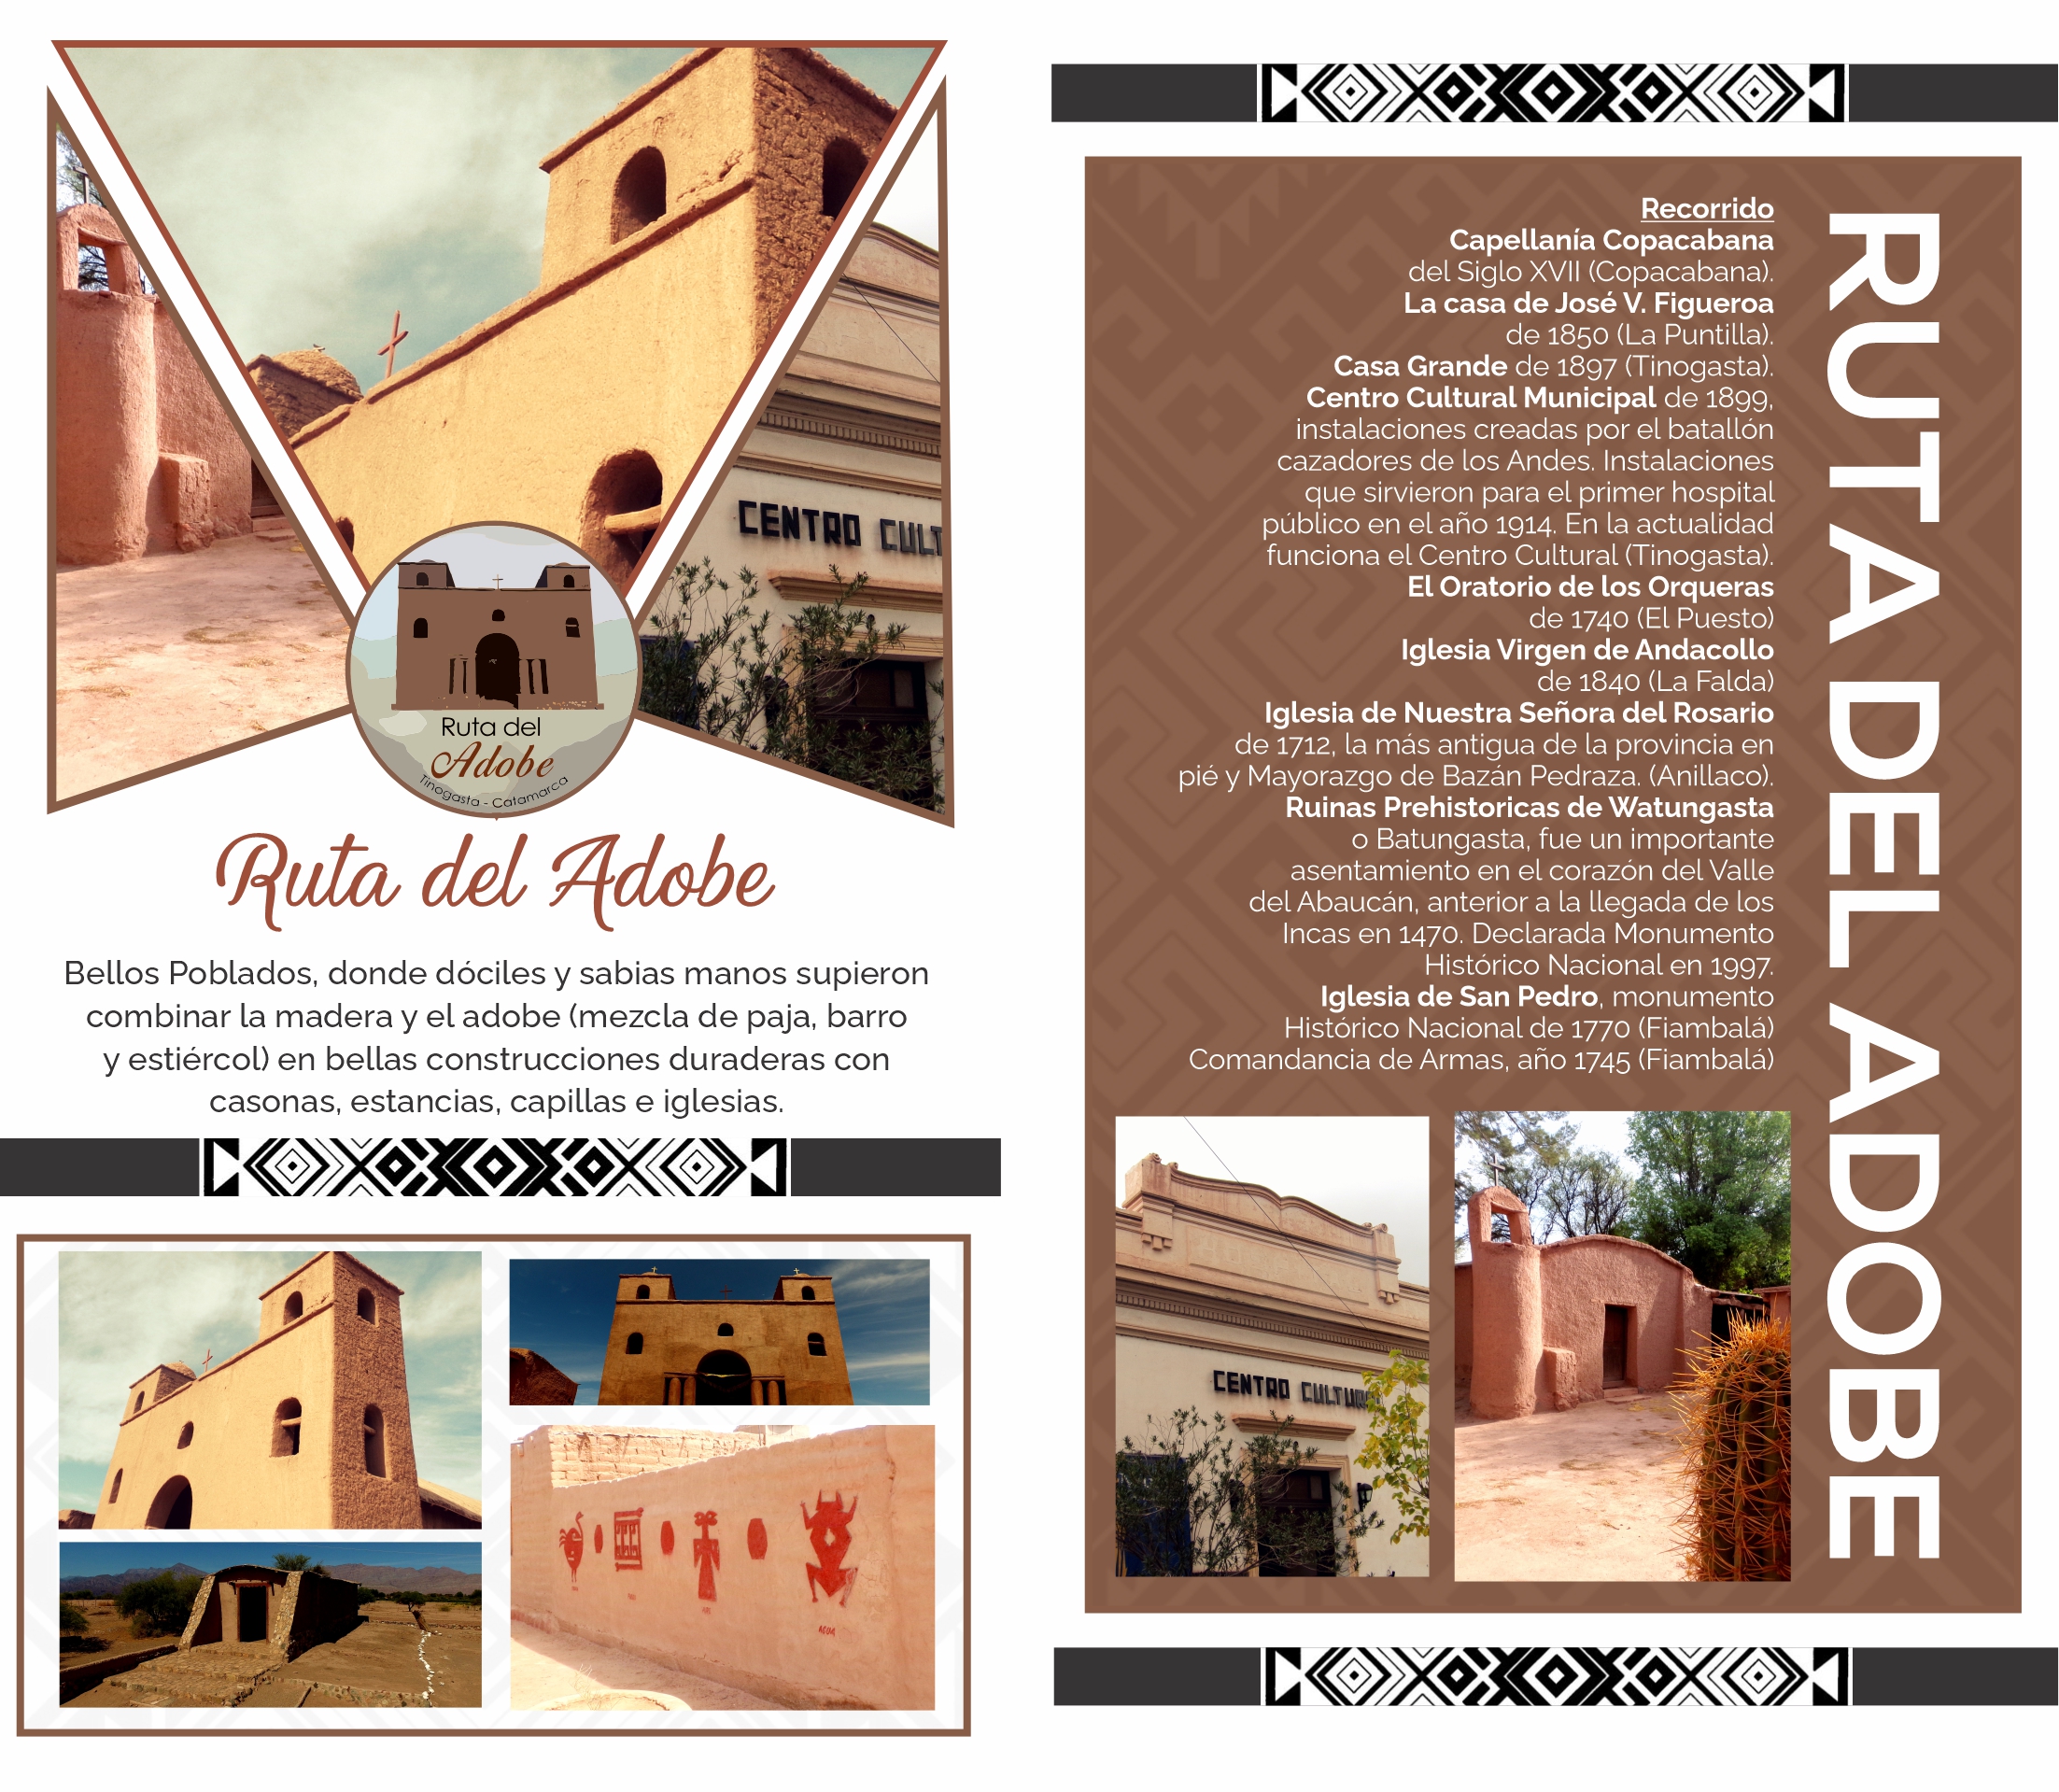 CENTRO CULT
Ruta del
Adobe
Tinogasta - Catamarca
Ruta del Adobe
Bellos Poblados, donde dóciles y sabias manos supieron
combinar la madera y el adobe (mezcla de paja, barro
y estiércol) en bellas construcciones duraderas con
casonas, estancias, capillas e iglesias.
AGUA
Recorrido
Capellanía Copacabana
del Siglo XVII (Copacabana).
La casa de José V. Figueroa
de 1850 (La Puntilla).
Casa Grande de 1897 (Tinogasta).
Centro Cultural Municipal de 1899,
instalaciones creadas por el batallón
cazadores de los Andes. Instalaciones
que sirvieron para el primer hospital
público en el año 1914. En la actualidad
funciona el Centro Cultural (Tinogasta).
El Oratorio de los Orqueras
de 1740 (El Puesto)
Iglesia Virgen de Andacollo
de 1840 (La Falda)
Iglesia de Nuestra Señora del Rosario
de 1712, la más antigua de la provincia en
pié y Mayorazgo de Bazán Pedraza. (Anillaco).
Ruinas Prehistoricas de Watungasta
o Batungasta, fue un importante
asentamiento en el corazón del Valle
del Abaucán, anterior a la llegada de los
Incas en 1470. Declarada Monumento
Histórico Nacional en 1997.
Iglesia de San Pedro, monumento
Histórico Nacional de 1770 (Fiambalá)
Comandancia de Armas, año 1745 (Fiambalá)
CENTRO CULTURA
RUTA DEL ADOBE